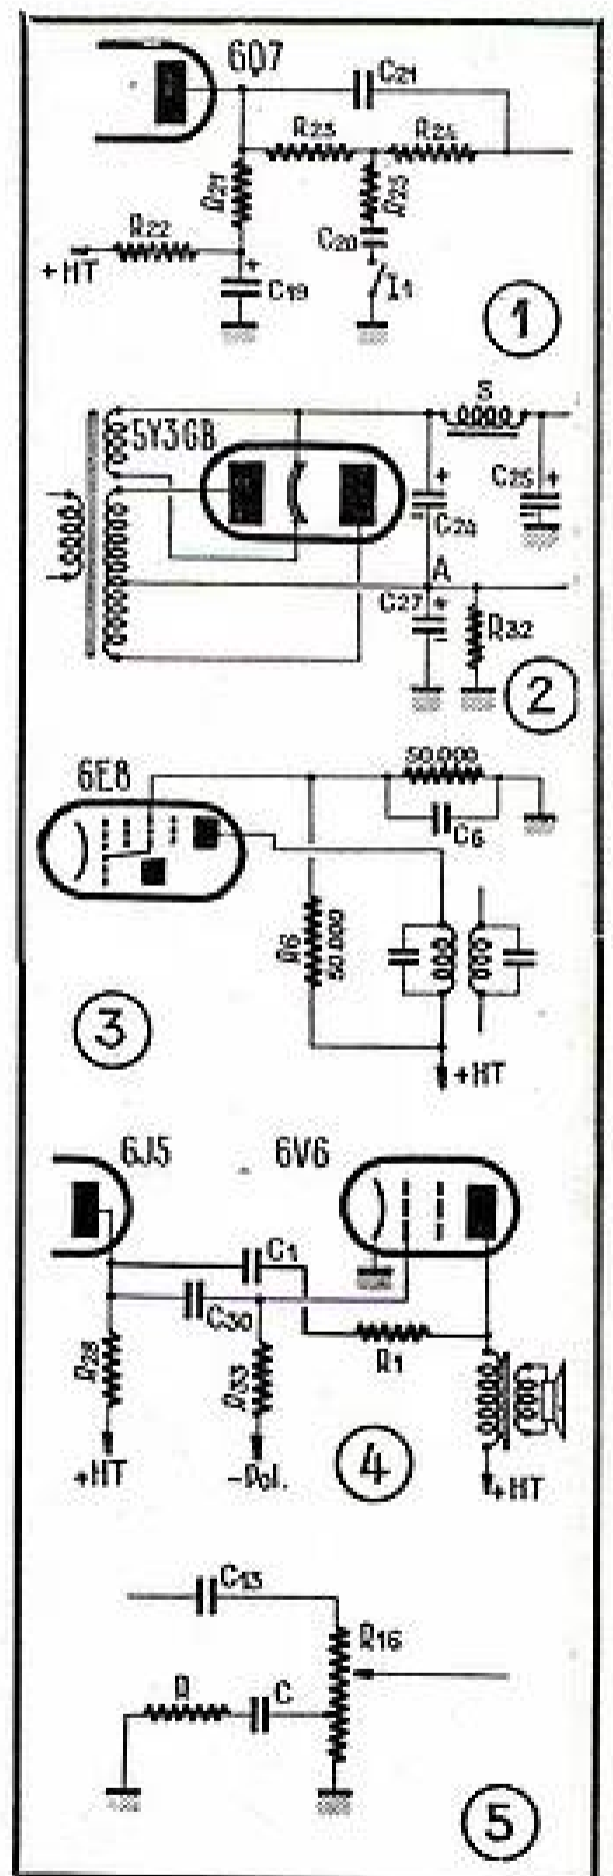 6Q7
C21
R23
R24
R21
R25
R22
C20
+HT
+
C19
I1
1
S
5Y3GB
+
C25
+
C24
A
C27
+
R32
2
50.000
6E8
C6
R6
50.000
3
+HT
6J5
6V6
C1
C30
R28
R33
R1
+HT
-Pol.
4
+HT
C13
R16
R
C
5